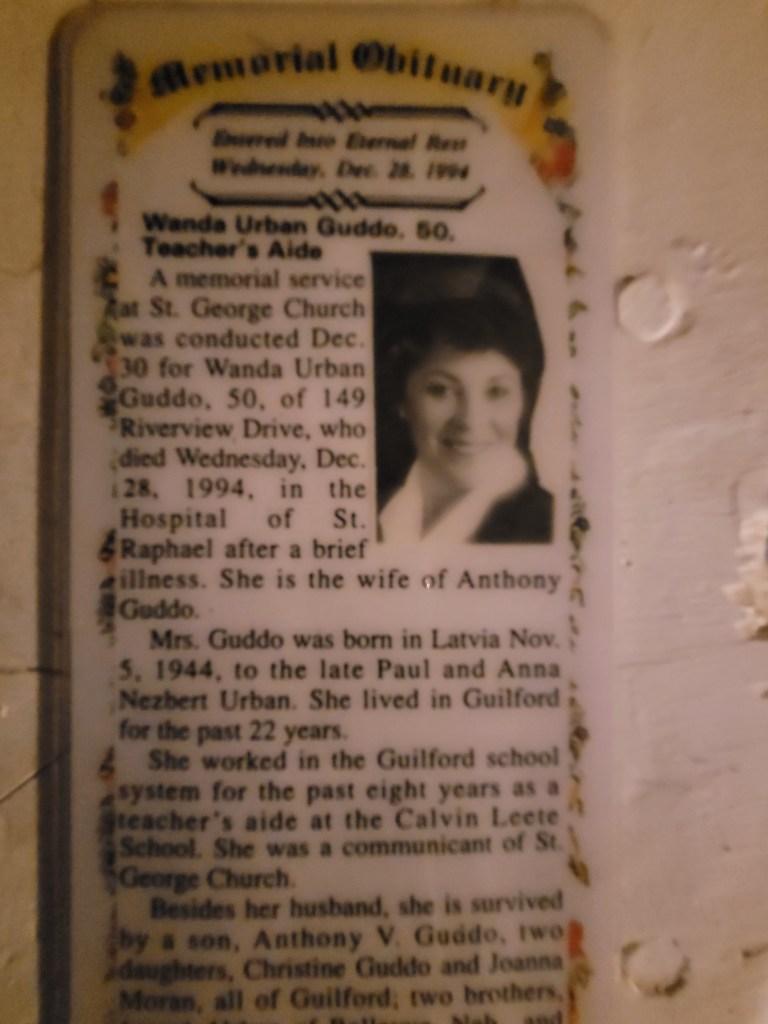 Memorial Obituary
Entered Into Eternal Rest
Wednesday, Dec. 28, 1994
Wanda Urban Guddo, 50,
Teacher's Aide
A memorial service
at St. George Church
was conducted Dec.
30 for Wanda Urban
Guddo, 50, of 149
Riverview Drive, who
died Wednesday, Dec.
28, 1994, in the
Hospital of St.
Raphael after a brief
illness. She is the wife of Anthony
Guddo.
Mrs. Guddo was born in Latvia Nov.
5, 1944, to the late Paul and Anna
Nezbert Urban. She lived in Guilford
for the past 22 years.
She worked in the Guilford school
system for the past eight years as a
teacher's aide at the Calvin Leete
School. She was a communicant of St.
George Church.
Besides her husband, she is survived
by a son, Anthony V. Guddo, two
daughters, Christine Guddo and Joanna
Moran, all of Guilford; two brothers,
Urban of Bellevue, Neb., and